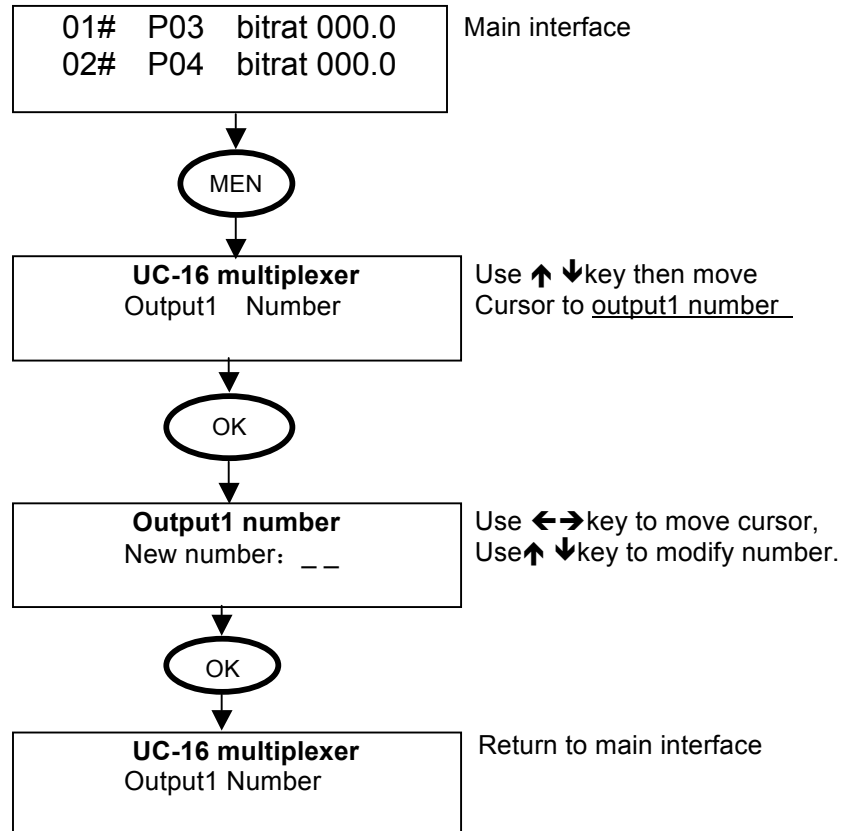 01# P03 bitrat 000.0 Main interface
02# P04 bitrat 000.0
MEN
UC-16 multiplexer
Output1 Number
Use ↑ ↓key then move
Cursor to output1 number
OK
Output1 number
New number：_ _
Use ←→key to move cursor,
Use↑ ↓key to modify number.
OK
UC-16 multiplexer
Output1 Number
Return to main interface